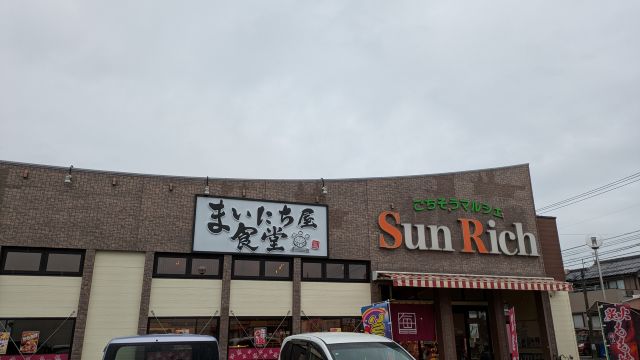 まいにち屋
食堂
ごちそうマルシェ
Sun Rich